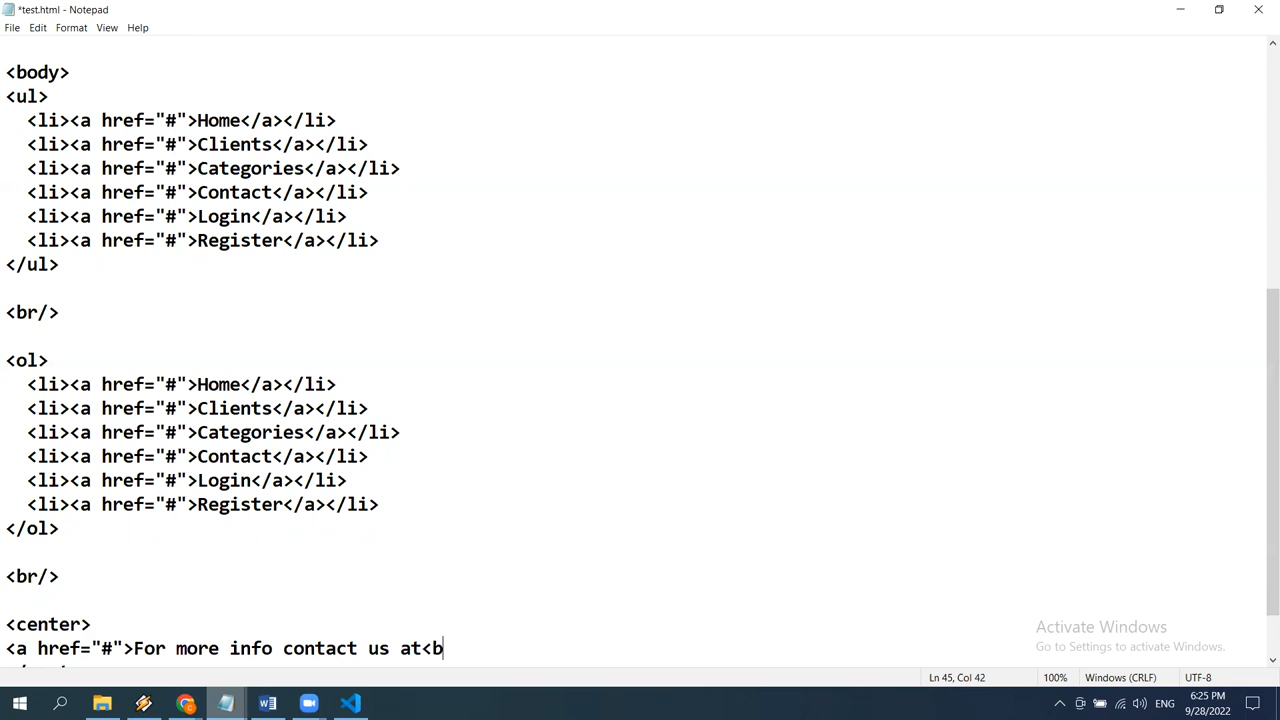 *test.html - Notepad
File Edit Format View Help
<body>
<ul>
<li><a href="#">Home</a></li>
<li><a href="#">Clients</a></li>
<li><a href="#">Categories</a></li>
<li><a href="#">Contact</a></li>
<li><a href="#">Login</a></li>
<li><a href="#">Register</a></li>
</ul>
<br/>
<ol>
<li><a href="#">Home</a></li>
<li><a href="#">Clients</a></li>
<li><a href="#">Categories</a></li>
<li><a href="#">Contact</a></li>
<li><a href="#">Login</a></li>
<li><a href="#">Register</a></li>
</ol>
<br/>
<center>
<a href="#">For more info contact us at<b
Activate Windows
Go to Settings to activate Windows.
Ln 45, Col 42 100% Windows (CRLF) UTF-8
ENG 6:25 PM
9/28/2022